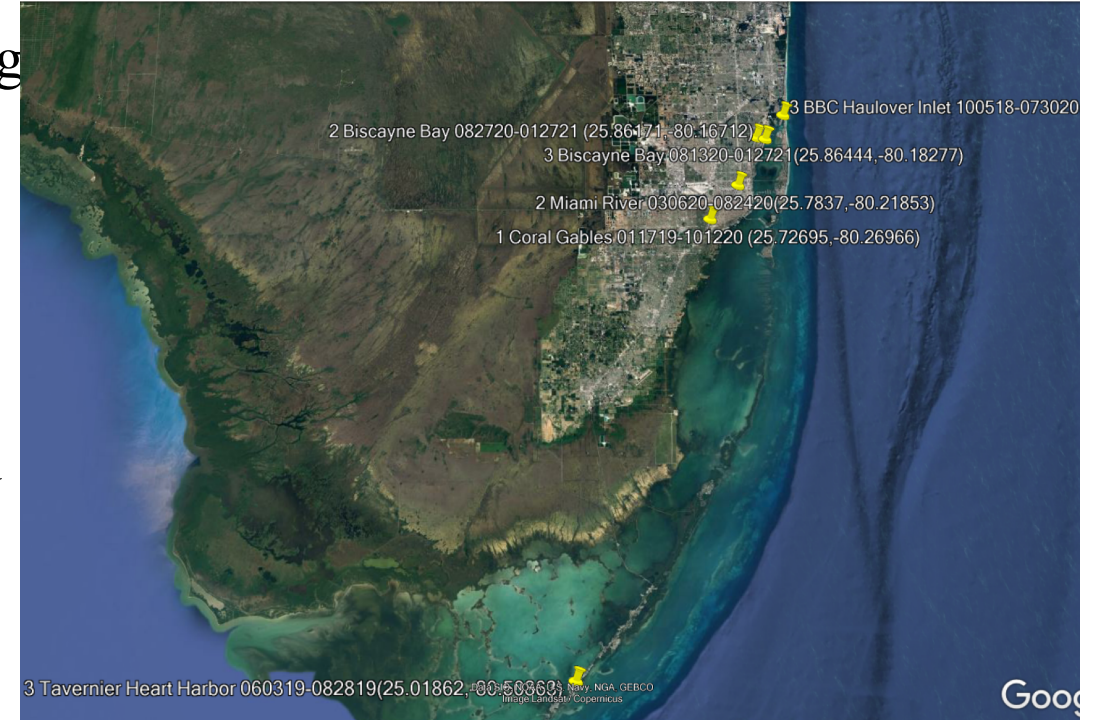 g
3 BBC Haulover Inlet 100518-073020
2 Biscayne Bay 082720-012721 (25.86171,-80.16712)
3 Biscayne Bay 081320-012721(25.86444,-80.18277)
2 Miami River 030620-082420(25.7837,-80.21853)
1 Coral Gables 011719-101220 (25.72695,-80.26966)
3 Tavernier Heart Harbor 060319-082819(25.01862,
Navy, NGA, GEBCO
Image Landsat / Copernicus
Goog